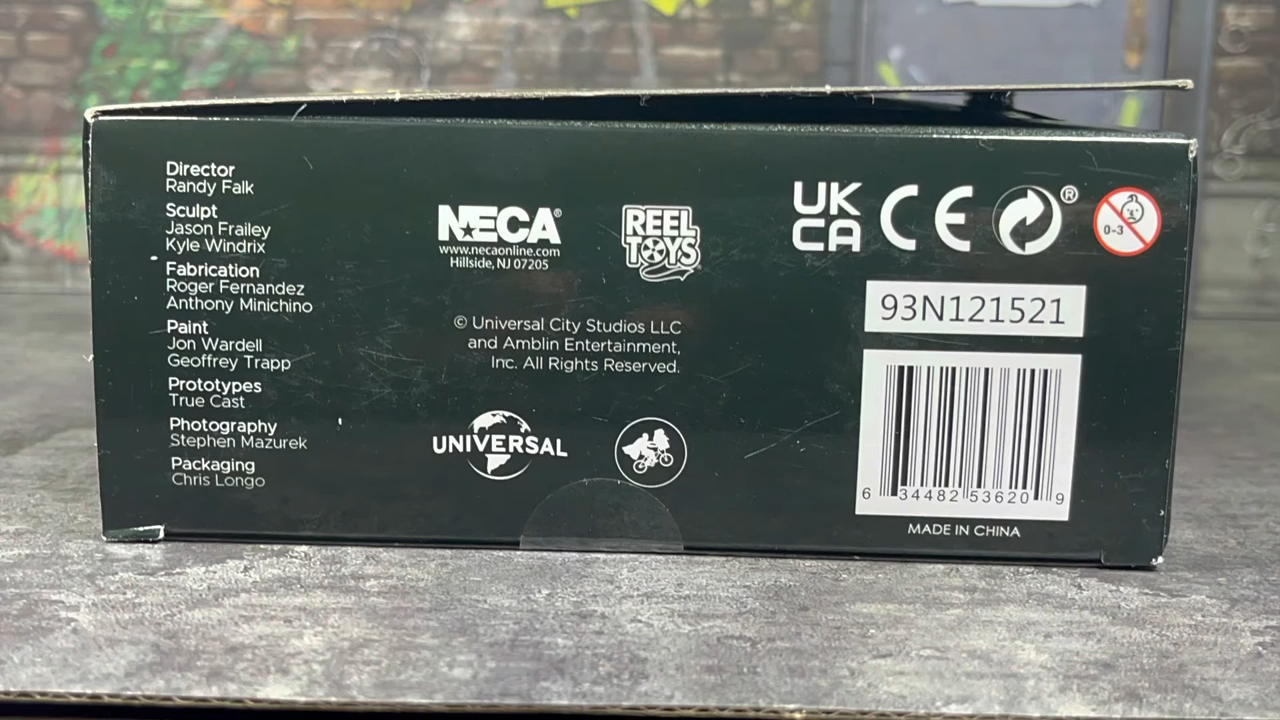 Director
Randy Falk
Sculpt
Jason Frailey
Kyle Windrix
Fabrication
Roger Fernandez
Anthony Minichino
Paint
Jon Wardell
Geoffrey Trapp
Prototypes
True Cast
Photography
Stephen Mazurek
Packaging
Chris Longo
NECA®
www.necaonline.com
Hillside, NJ 07205
REEL
TOYS
© Universal City Studios LLC
and Amblin Entertainment,
Inc. All Rights Reserved.
UNIVERSAL
UK
CA
CE
®
0-3
93N121521
6 34482 53620 9
MADE IN CHINA